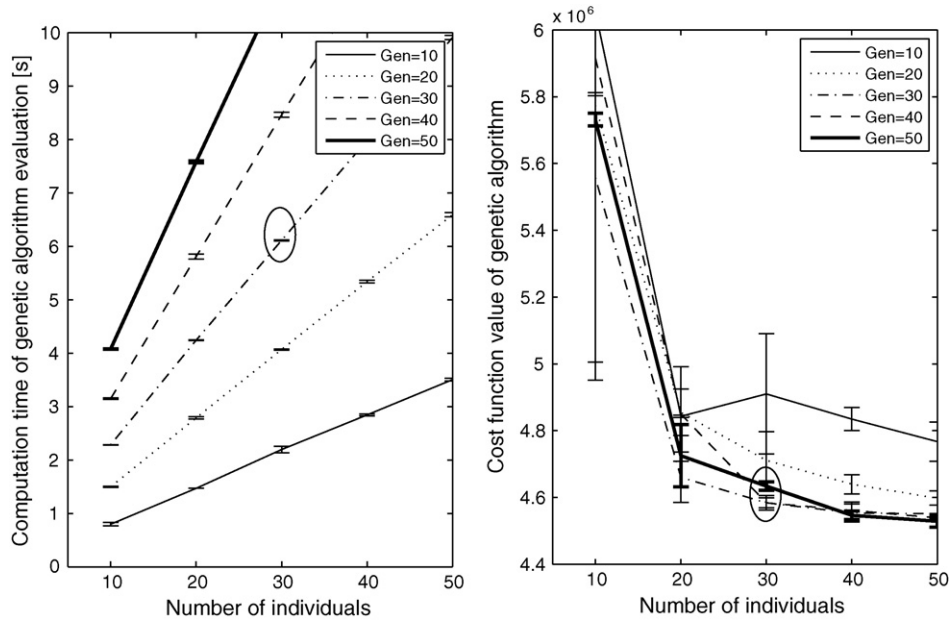 Computation time of genetic algorithm evaluation [s]
10
9
8
7
6
5
4
3
2
1
0
10
20
30
40
50
Number of individuals
Gen=10
Gen=20
Gen=30
Gen=40
Gen=50
x 10⁶
Cost function value of genetic algorithm
6
5.8
5.6
5.4
5.2
5
4.8
4.6
4.4
10
20
30
40
50
Number of individuals
Gen=10
Gen=20
Gen=30
Gen=40
Gen=50